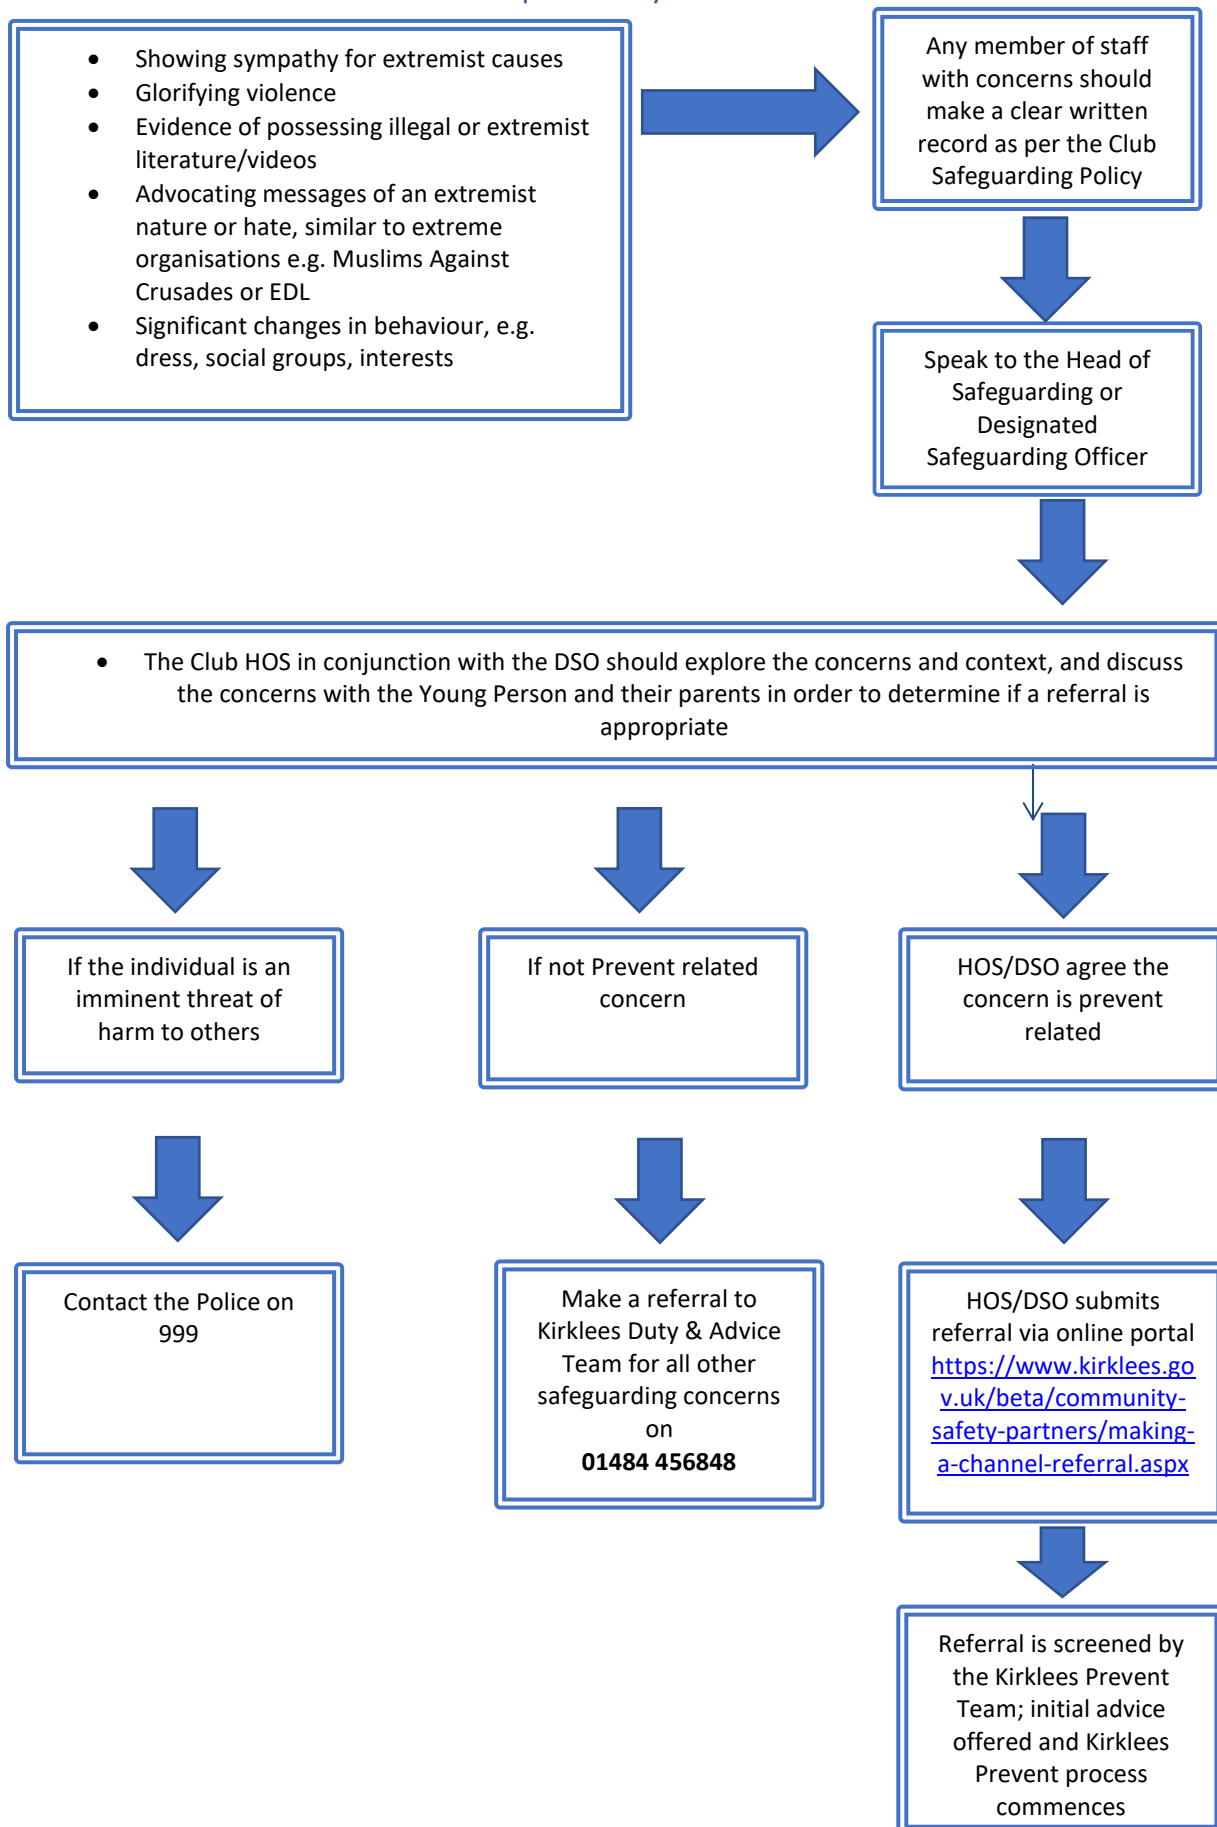 • Showing sympathy for extremist causes
• Glorifying violence
• Evidence of possessing illegal or extremist
literature/videos
• Advocating messages of an extremist
nature or hate, similar to extreme
organisations e.g. Muslims Against
Crusades or EDL
• Significant changes in behaviour, e.g.
dress, social groups, interests
Any member of staff
with concerns should
make a clear written
record as per the Club
Safeguarding Policy
Speak to the Head of
Safeguarding or
Designated
Safeguarding Officer
• The Club HOS in conjunction with the DSO should explore the concerns and context, and discuss
the concerns with the Young Person and their parents in order to determine if a referral is
appropriate
If the individual is an
imminent threat of
harm to others
If not Prevent related
concern
HOS/DSO agree the
concern is prevent
related
Contact the Police on
999
Make a referral to
Kirklees Duty & Advice
Team for all other
safeguarding concerns
on
01484 456848
HOS/DSO submits
referral via online portal
https://www.kirklees.go
v.uk/beta/community-
safety-partners/making-
a-channel-referral.aspx
Referral is screened by
the Kirklees Prevent
Team; initial advice
offered and Kirklees
Prevent process
commences